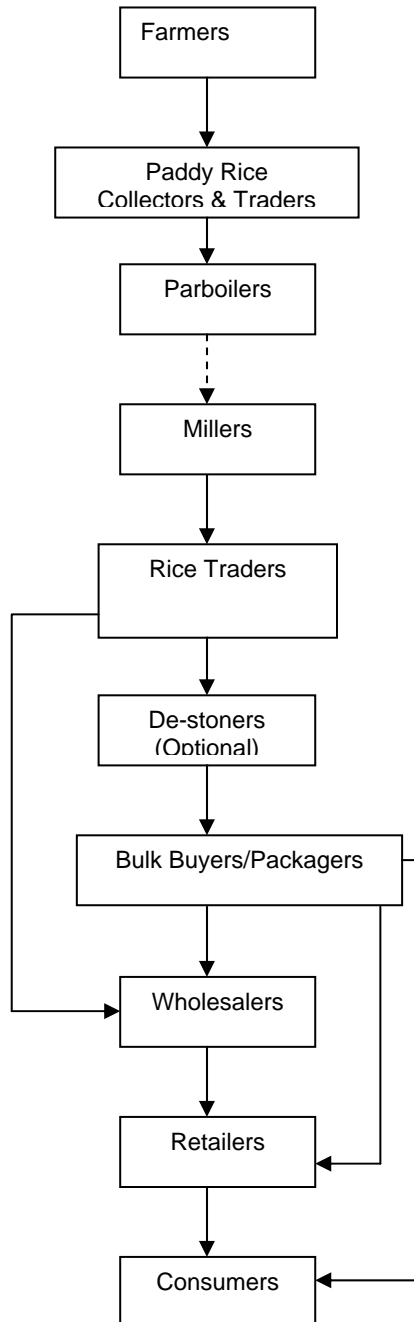 Farmers
Paddy Rice
Collectors & Traders
Parboilers
Millers
Rice Traders
De-stoners
(Optional)
Bulk Buyers/Packagers
Wholesalers
Retailers
Consumers